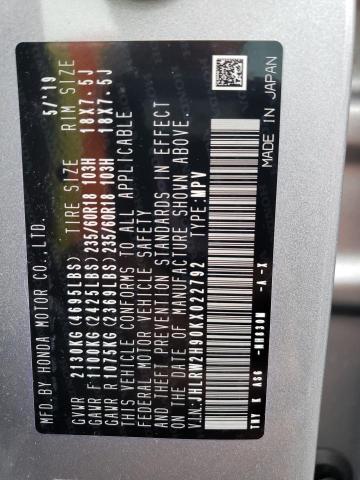 MFD. BY HONDA MOTOR CO., LTD. 5/'19
TIRE SIZE RIM SIZE
GVWR 2130KG(4695LBS)
GAWR F:1100KG(2425LBS) 235/60R18 103H 18X7.5J
GAWR R:1075KG(2369LBS) 235/60R18 103H 18X7.5J
THIS VEHICLE CONFORMS TO ALL APPLICABLE
FEDERAL MOTOR VEHICLE SAFETY
AND THEFT PREVENTION STANDARDS IN EFFECT
ON THE DATE OF MANUFACTURE SHOWN ABOVE.
V.I.N:JHLRW2H90KX022792 TYPE:MPV
MADE IN JAPAN